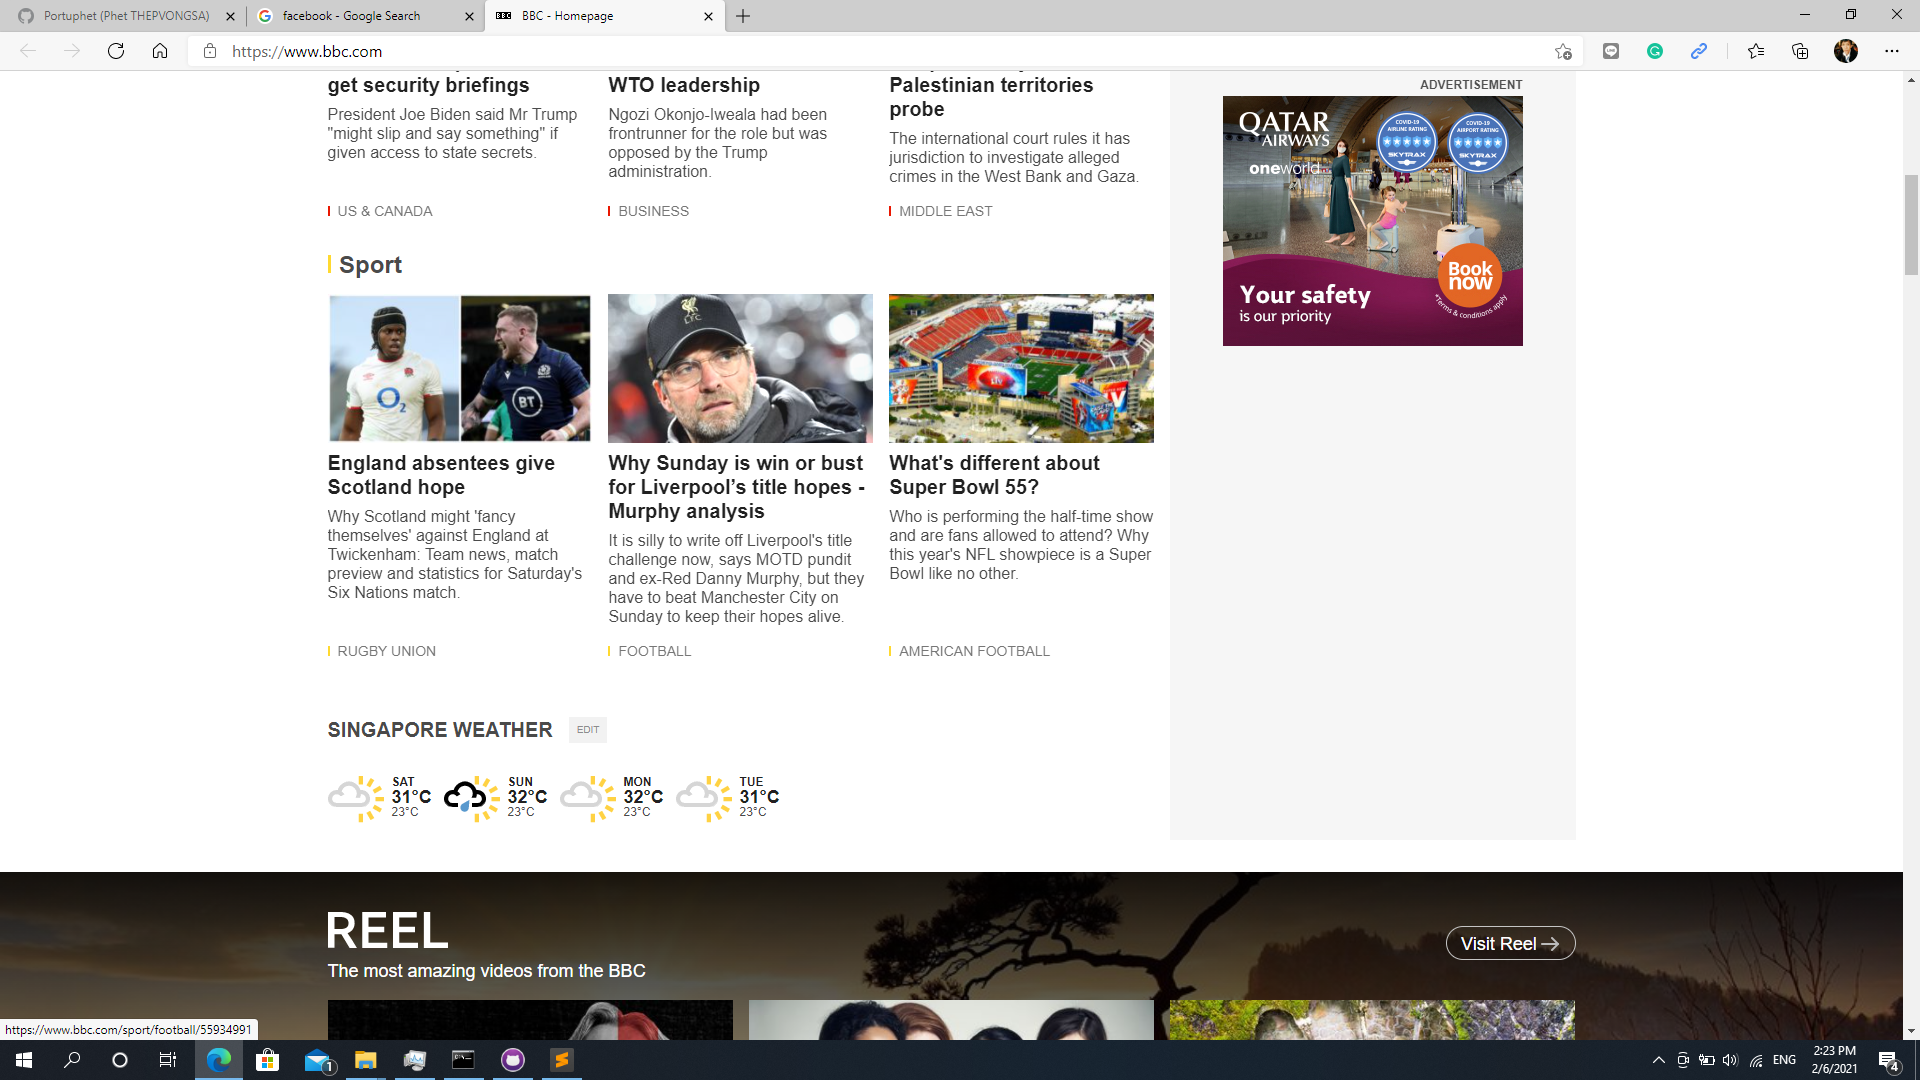 Portuphet (Phet THEPVONGSA)
facebook - Google Search
BBC - Homepage
https://www.bbc.com
get security briefings
President Joe Biden said Mr Trump
"might slip and say something" if
given access to state secrets.
US & CANADA
WTO leadership
Ngozi Okonjo-Iweala had been
frontrunner for the role but was
opposed by the Trump
administration.
BUSINESS
Palestinian territories
probe
The international court rules it has
jurisdiction to investigate alleged
crimes in the West Bank and Gaza.
MIDDLE EAST
ADVERTISEMENT
QATAR
AIRWAYS
oneworld
COVID-19
AIRLINE RATING
SKYTRAX
COVID-19
AIRPORT RATING
SKYTRAX
Book
now
*Terms & conditions apply
Your safety
is our priority
Sport
LFC
O2
BT
England absentees give
Scotland hope
Why Scotland might 'fancy
themselves' against England at
Twickenham: Team news, match
preview and statistics for Saturday's
Six Nations match.
RUGBY UNION
Why Sunday is win or bust
for Liverpool’s title hopes -
Murphy analysis
It is silly to write off Liverpool's title
challenge now, says MOTD pundit
and ex-Red Danny Murphy, but they
have to beat Manchester City on
Sunday to keep their hopes alive.
FOOTBALL
What's different about
Super Bowl 55?
Who is performing the half-time show
and are fans allowed to attend? Why
this year's NFL showpiece is a Super
Bowl like no other.
AMERICAN FOOTBALL
SINGAPORE WEATHER
EDIT
SAT
31°C
23°C
SUN
32°C
23°C
MON
32°C
23°C
TUE
31°C
23°C
REEL
The most amazing videos from the BBC
Visit Reel
https://www.bbc.com/sport/football/55934991
1
ENG
2:23 PM
2/6/2021
4